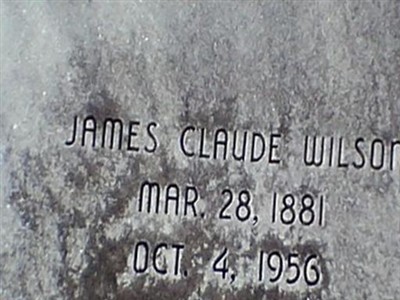 JAMES CLAUDE WILSON
MAR. 28, 1881
OCT. 4, 1956